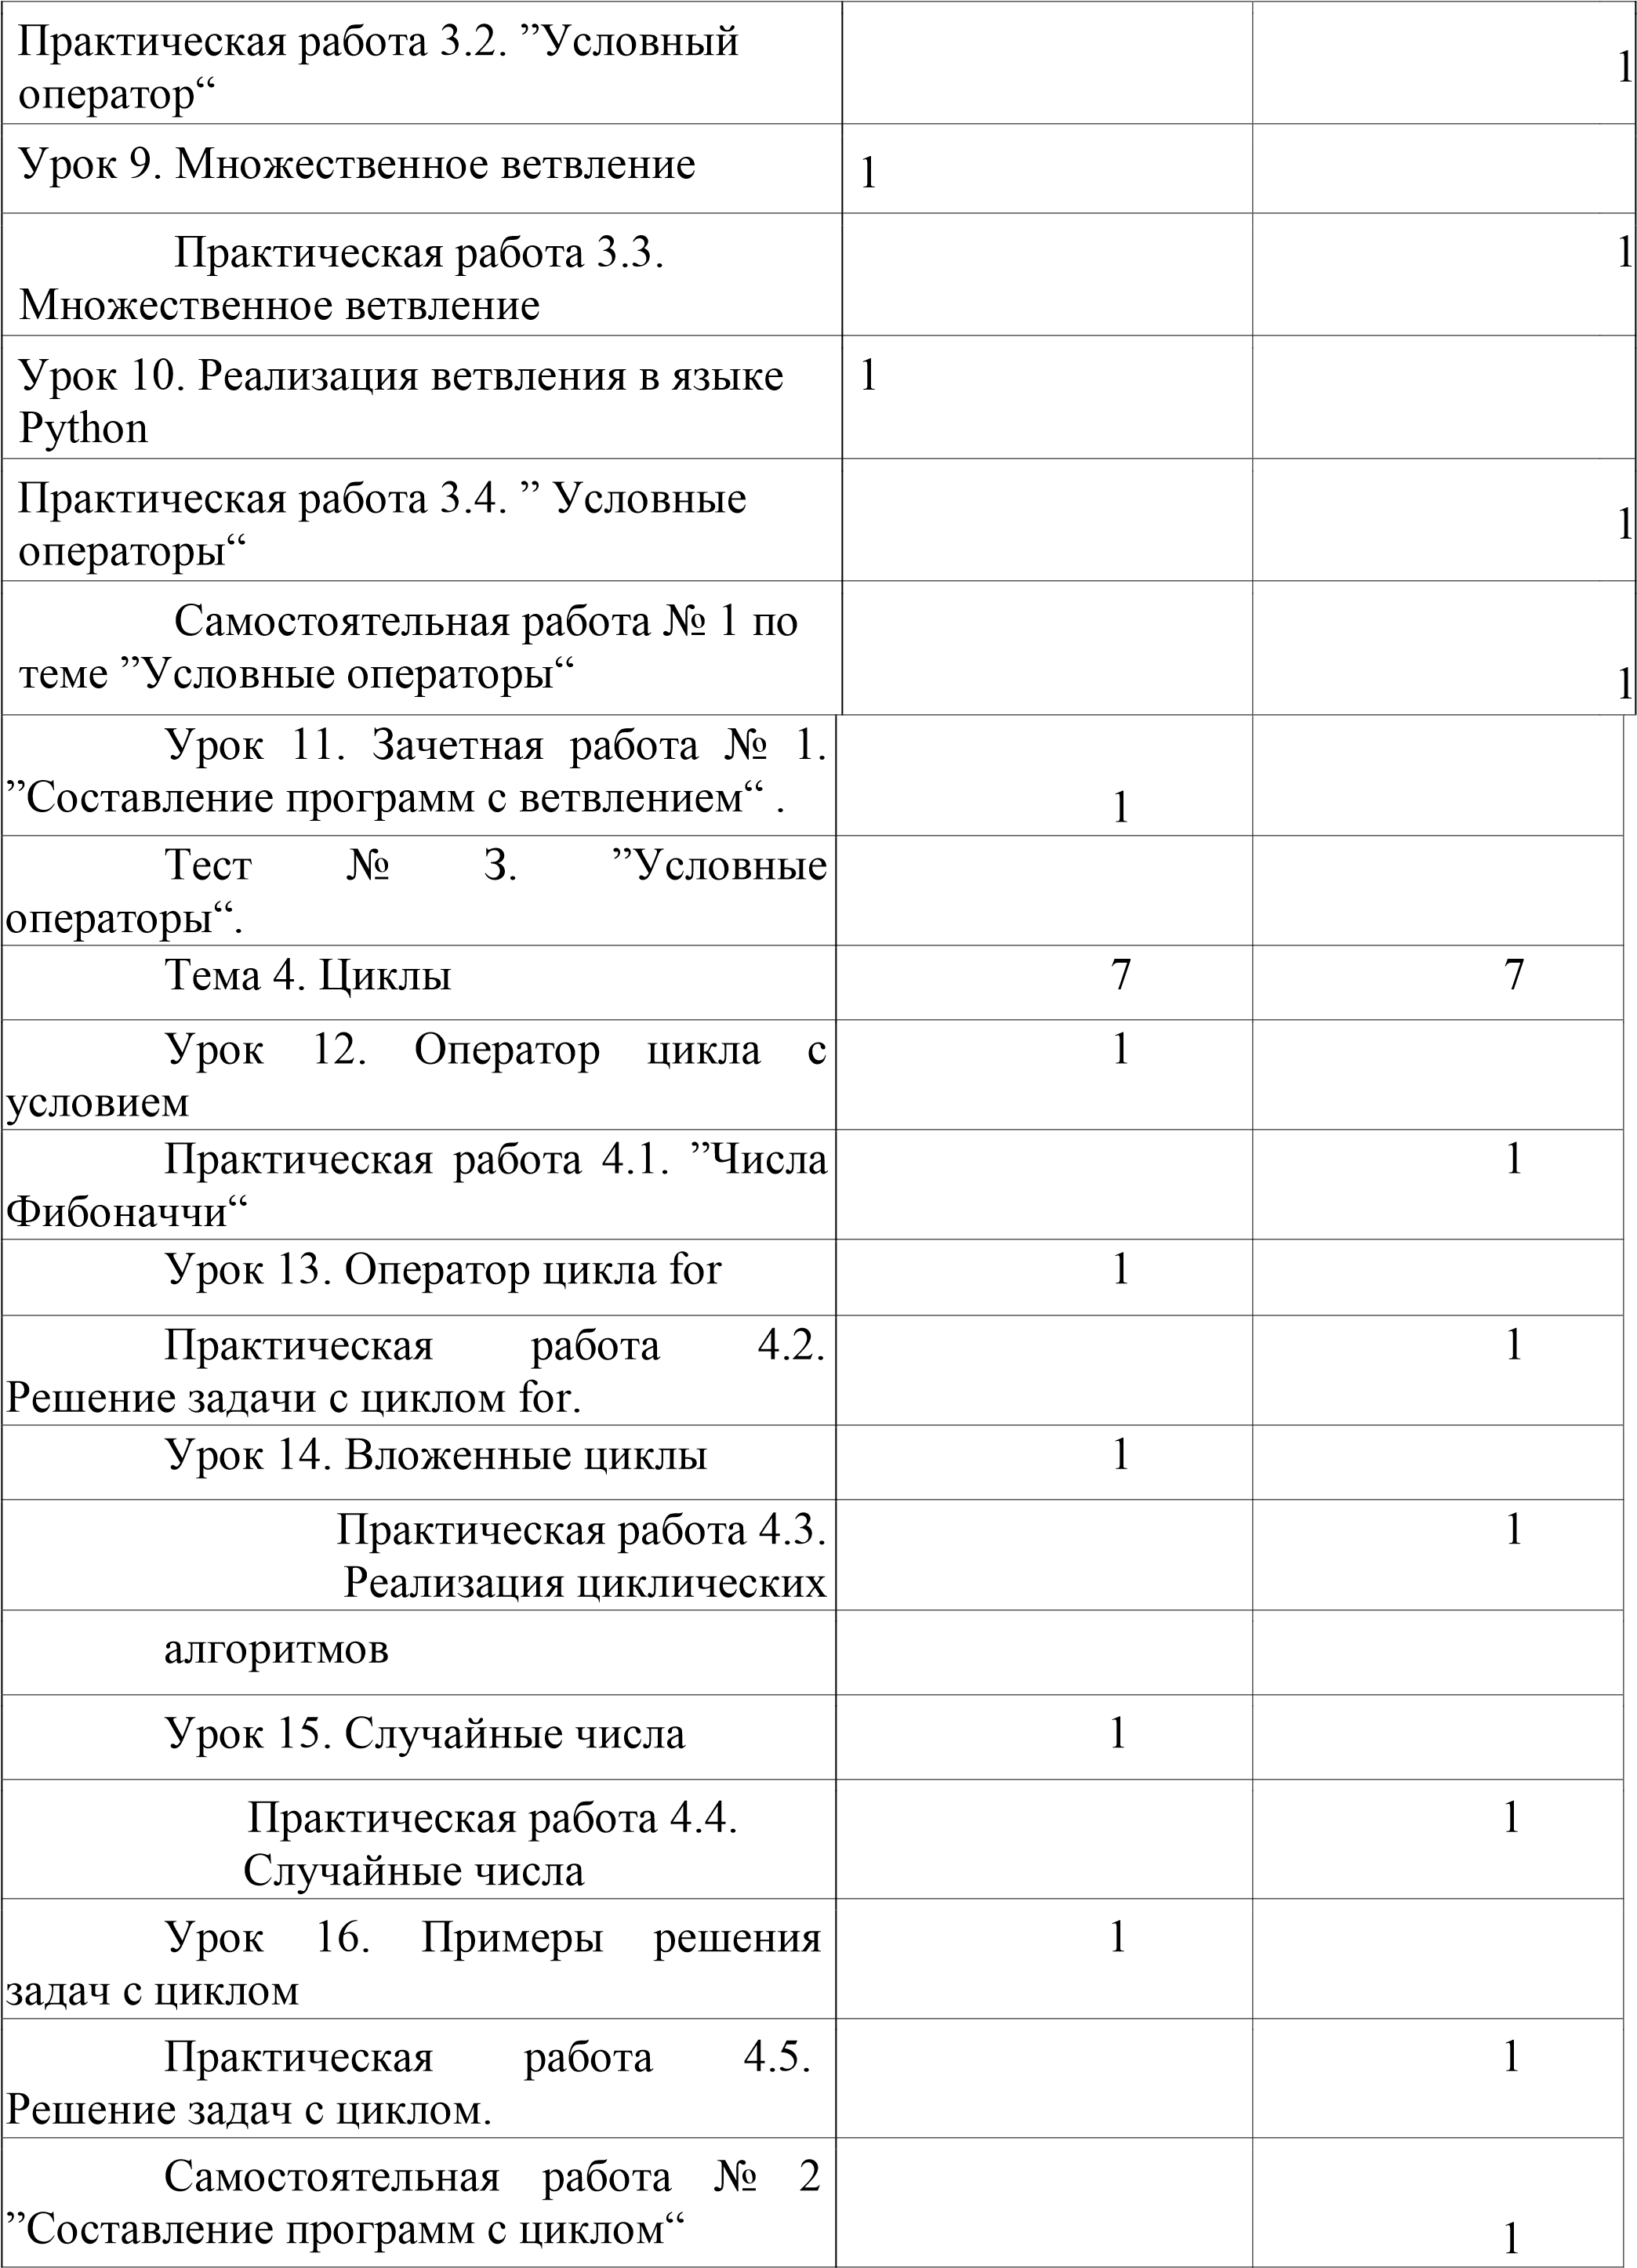 Практическая работа 3.2. ”Условный
оператор“
1
Урок 9. Множественное ветвление
1
Практическая работа 3.3.
Множественное ветвление
1
Урок 10. Реализация ветвления в языке
Python
1
Практическая работа 3.4. ” Условные
операторы“
1
Самостоятельная работа № 1 по
теме ”Условные операторы“
1
Урок 11. Зачетная работа № 1.
”Составление программ с ветвлением“ .
1
Тест № 3. ”Условные
операторы“.
Тема 4. Циклы 7 7
Урок 12. Оператор цикла с
условием
1
Практическая работа 4.1. ”Числа
Фибоначчи“
1
Урок 13. Оператор цикла for 1
Практическая работа 4.2.
Решение задачи с циклом for.
1
Урок 14. Вложенные циклы 1
Практическая работа 4.3.
Реализация циклических
1
алгоритмов
Урок 15. Случайные числа 1
Практическая работа 4.4.
Случайные числа
1
Урок 16. Примеры решения
задач с циклом
1
Практическая работа 4.5.
Решение задач с циклом.
1
Самостоятельная работа № 2
”Составление программ с циклом“
1